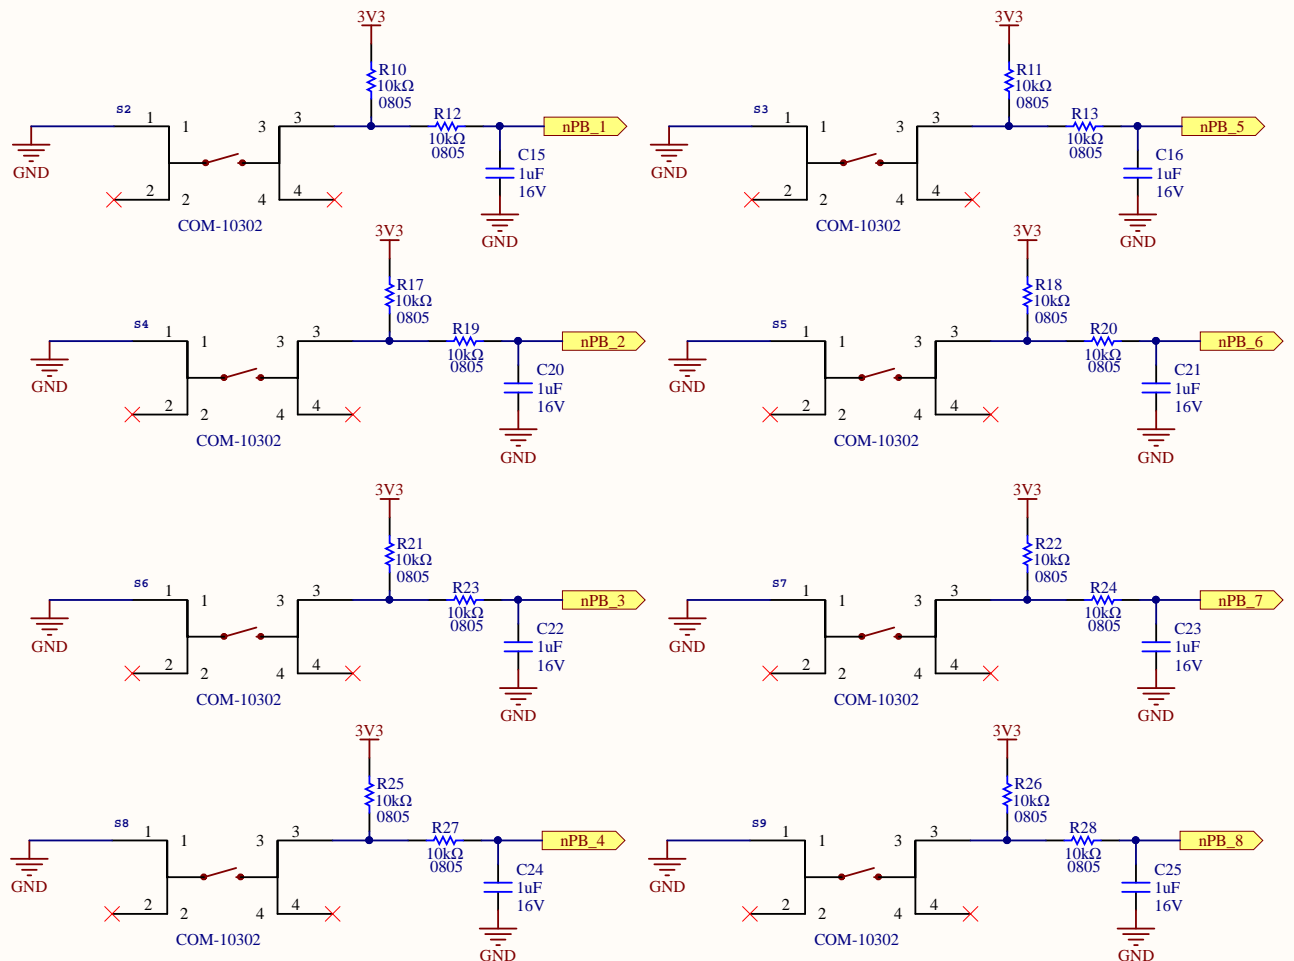 3V3
R10
10kΩ
0805
S2
1
1
3
3
R12
10kΩ
0805
nPB_1
C15
1uF
16V
GND
2
2
4
4
COM-10302
GND
3V3
R11
10kΩ
0805
S3
1
1
3
3
R13
10kΩ
0805
nPB_5
C16
1uF
16V
GND
2
2
4
4
COM-10302
GND
3V3
R17
10kΩ
0805
S4
1
1
3
3
R19
10kΩ
0805
nPB_2
C20
1uF
16V
GND
2
2
4
4
COM-10302
GND
3V3
R18
10kΩ
0805
S5
1
1
3
3
R20
10kΩ
0805
nPB_6
C21
1uF
16V
GND
2
2
4
4
COM-10302
GND
3V3
R21
10kΩ
0805
S6
1
1
3
3
R23
10kΩ
0805
nPB_3
C22
1uF
16V
GND
2
2
4
4
COM-10302
GND
3V3
R22
10kΩ
0805
S7
1
1
3
3
R24
10kΩ
0805
nPB_7
C23
1uF
16V
GND
2
2
4
4
COM-10302
GND
3V3
R25
10kΩ
0805
S8
1
1
3
3
R27
10kΩ
0805
nPB_4
C24
1uF
16V
GND
2
2
4
4
COM-10302
GND
3V3
R26
10kΩ
0805
S9
1
1
3
3
R28
10kΩ
0805
nPB_8
C25
1uF
16V
GND
2
2
4
4
COM-10302
GND